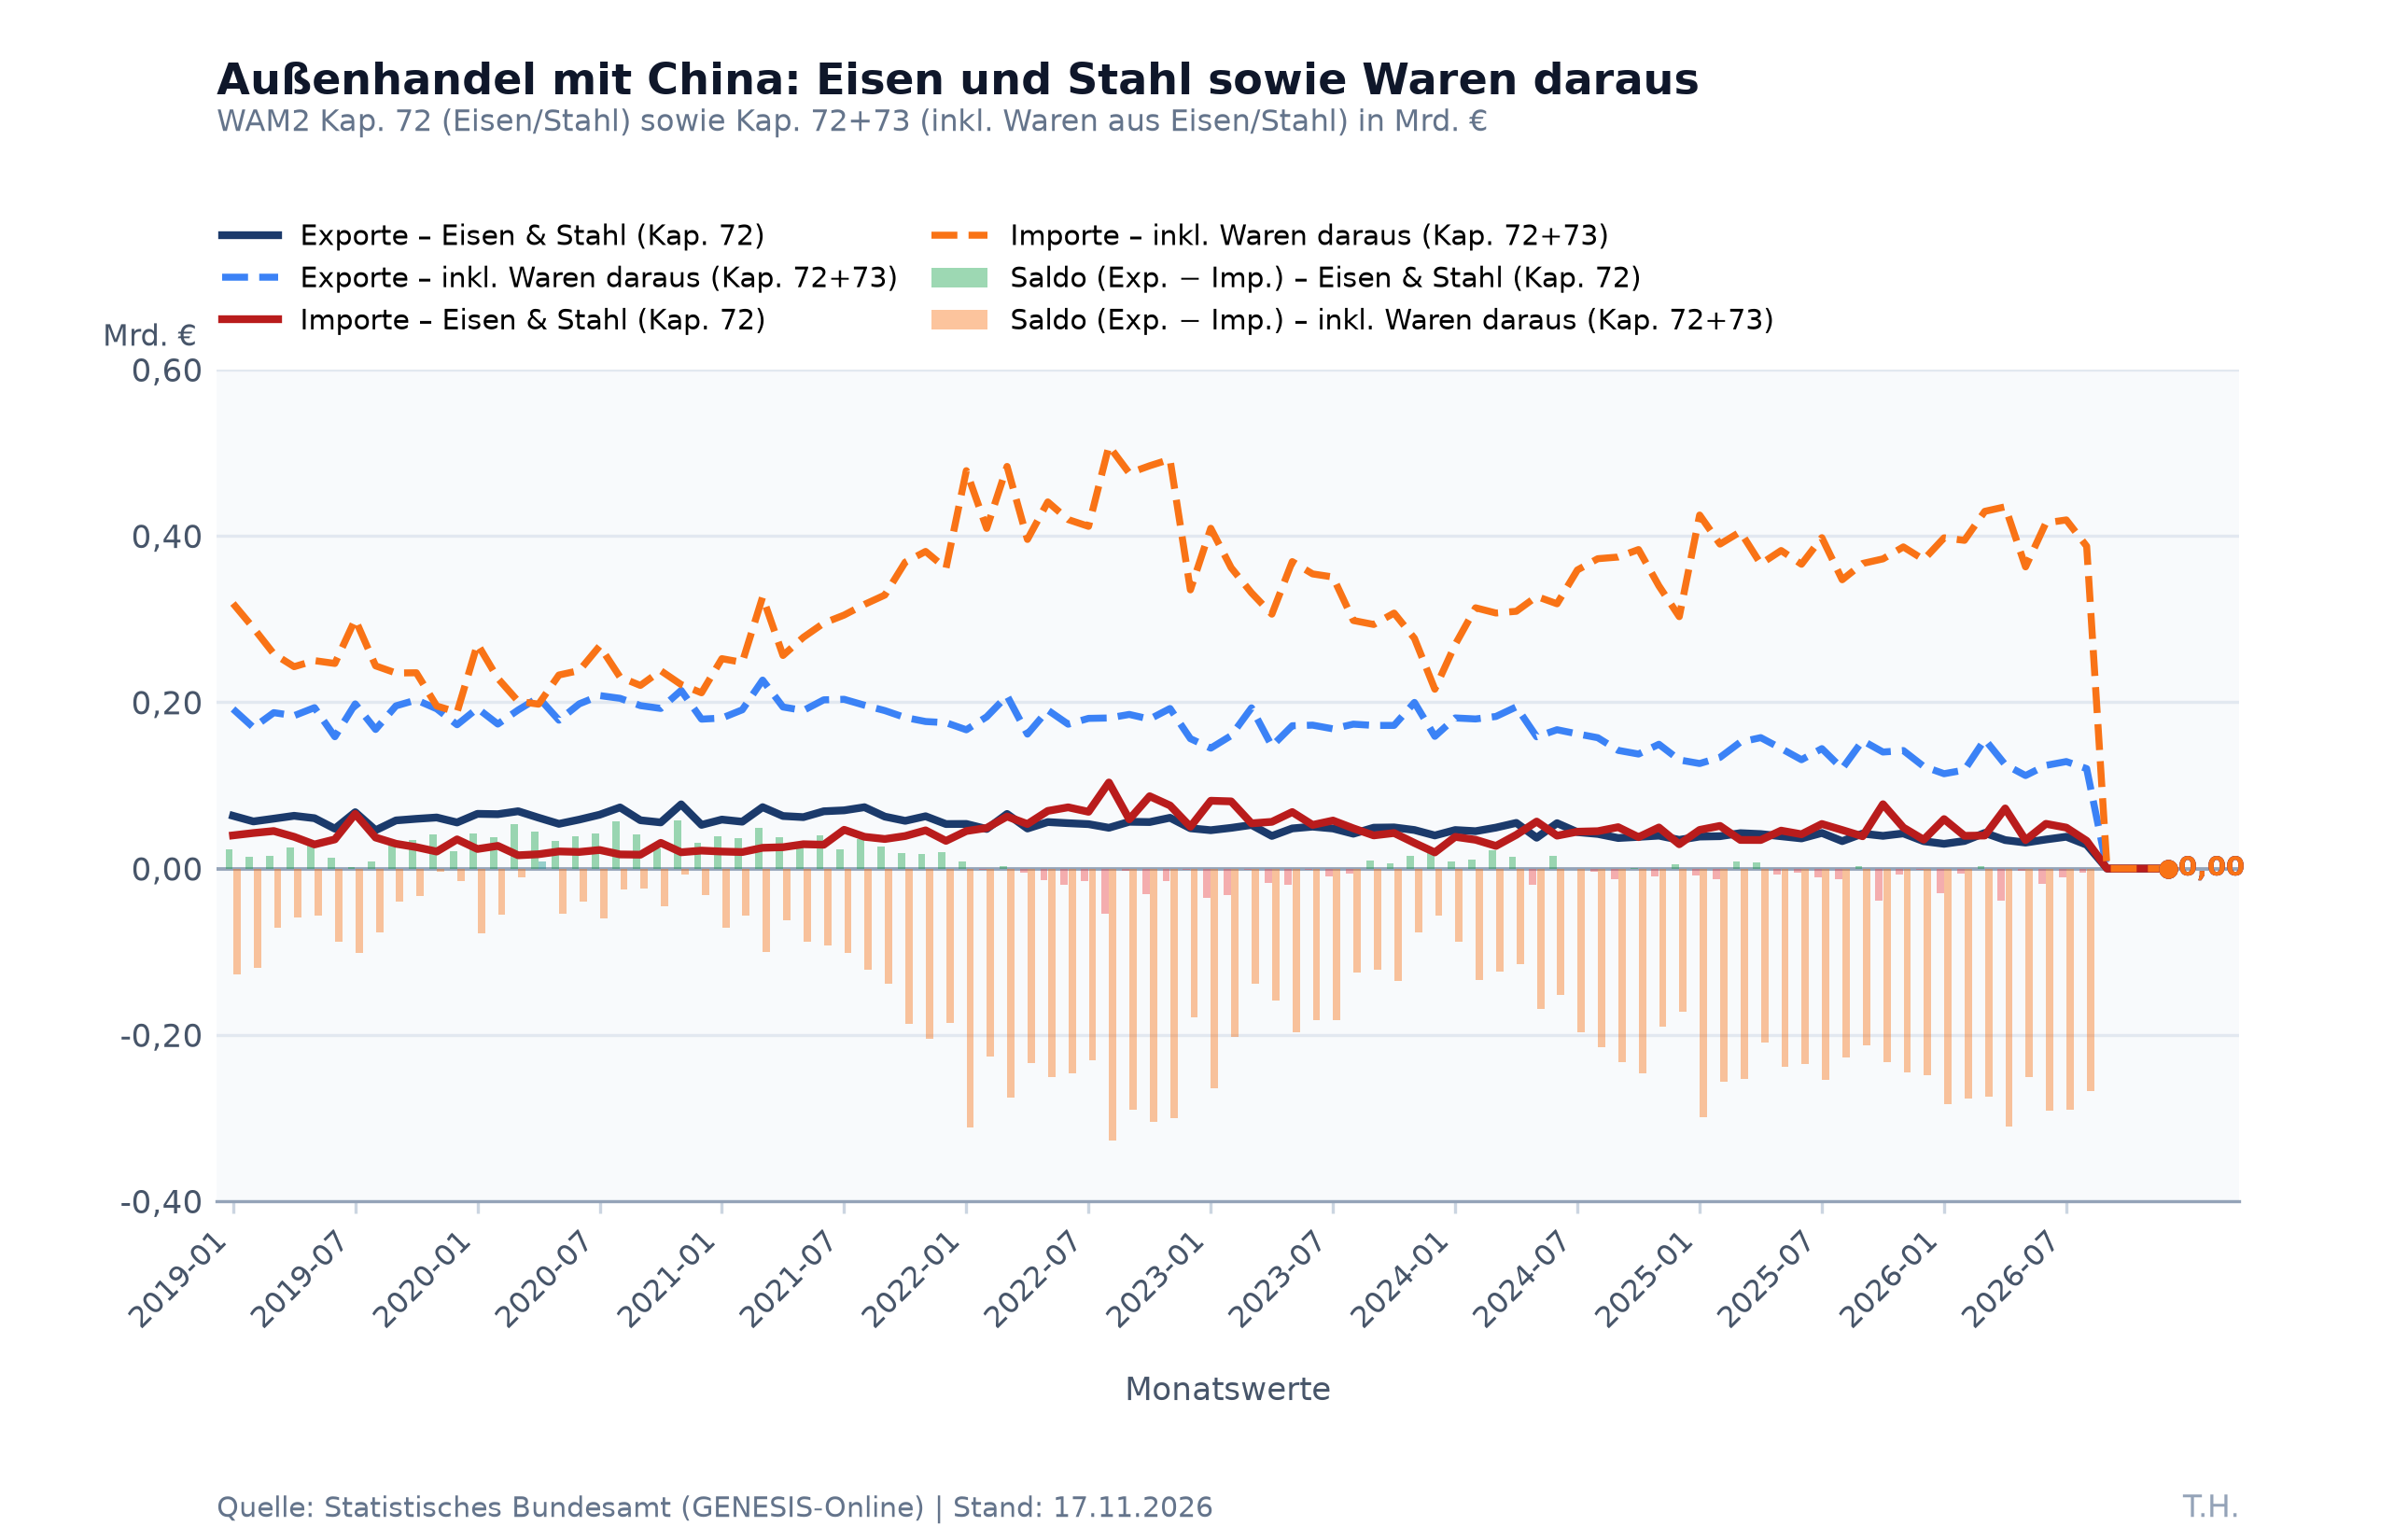 Außenhandel mit China: Eisen und Stahl sowie Waren daraus
WAM2 Kap. 72 (Eisen/Stahl) sowie Kap. 72+73 (inkl. Waren aus Eisen/Stahl) in Mrd. €
Exporte – Eisen & Stahl (Kap. 72)
Exporte – inkl. Waren daraus (Kap. 72+73)
Importe – Eisen & Stahl (Kap. 72)
Importe – inkl. Waren daraus (Kap. 72+73)
Saldo (Exp. − Imp.) – Eisen & Stahl (Kap. 72)
Saldo (Exp. − Imp.) – inkl. Waren daraus (Kap. 72+73)
Mrd. €
0,60
0,40
0,20
0,00
-0,20
-0,40
0,00
2019-01
2019-07
2020-01
2020-07
2021-01
2021-07
2022-01
2022-07
2023-01
2023-07
2024-01
2024-07
2025-01
2025-07
2026-01
2026-07
Monatswerte
Quelle: Statistisches Bundesamt (GENESIS-Online) | Stand: 17.11.2026
T.H.